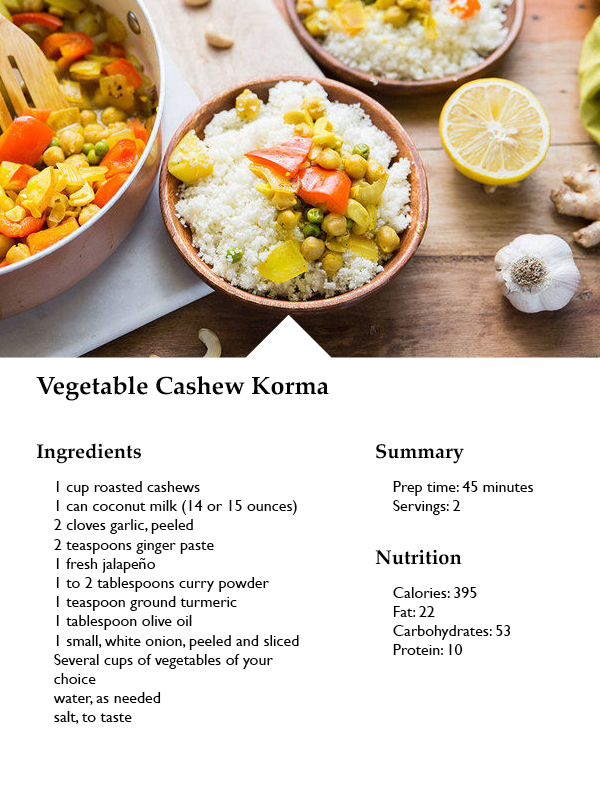 Vegetable Cashew Korma
Ingredients
1 cup roasted cashews
1 can coconut milk (14 or 15 ounces)
2 cloves garlic, peeled
2 teaspoons ginger paste
1 fresh jalapeño
1 to 2 tablespoons curry powder
1 teaspoon ground turmeric
1 tablespoon olive oil
1 small, white onion, peeled and sliced
Several cups of vegetables of your
choice
water, as needed
salt, to taste
Summary
Prep time: 45 minutes
Servings: 2
Nutrition
Calories: 395
Fat: 22
Carbohydrates: 53
Protein: 10